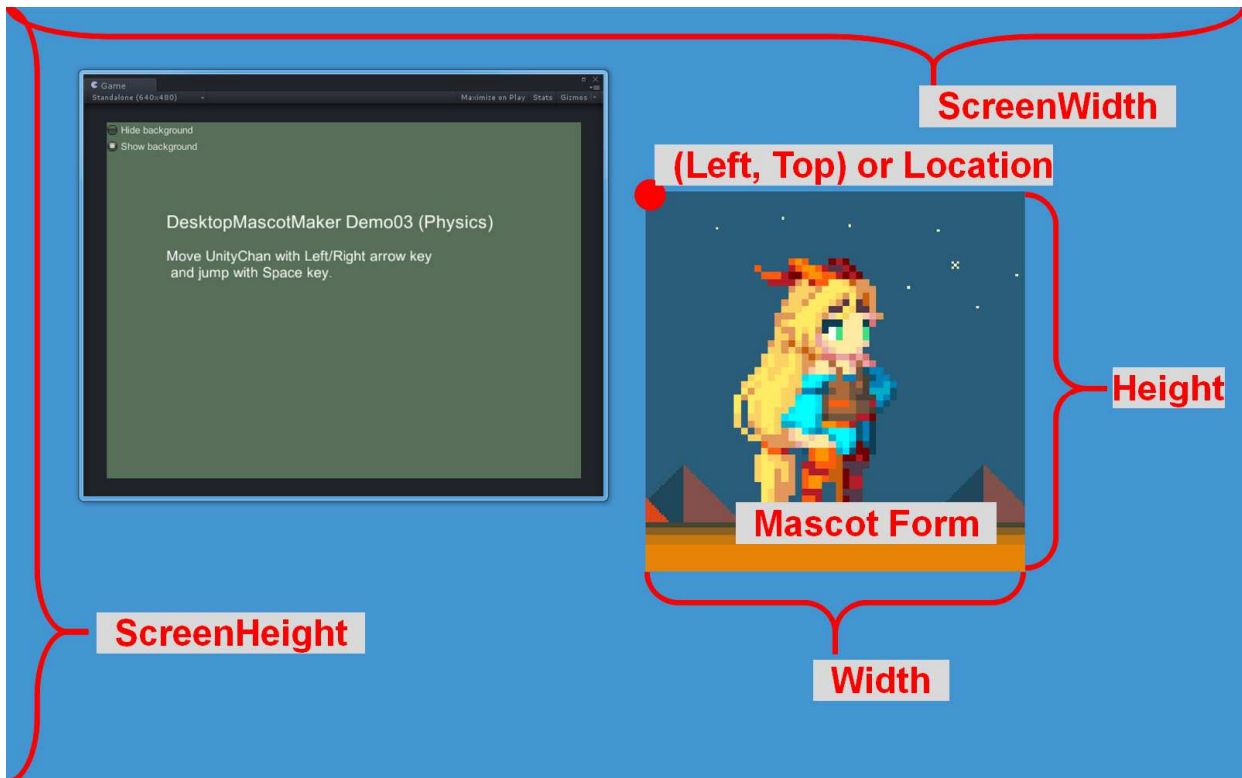 Game
Standalone (640x480)
Maximize on Play Stats Gizmos
Hide background
Show background
DesktopMascotMaker Demo03 (Physics)
Move UnityChan with Left/Right arrow key
and jump with Space key.
ScreenWidth
(Left, Top) or Location
Height
Mascot Form
ScreenHeight
Width